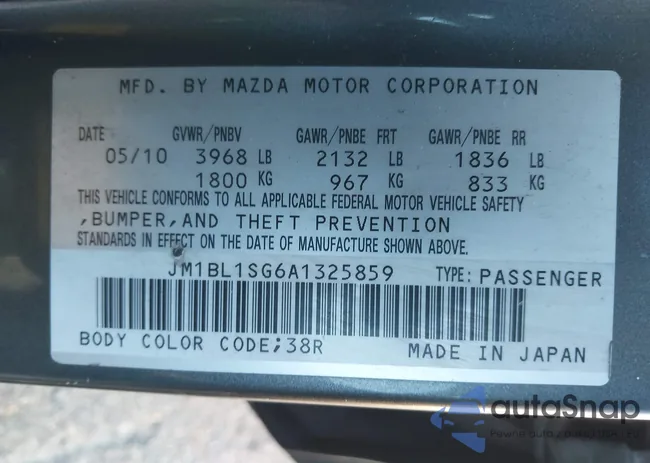 MFD. BY MAZDA MOTOR CORPORATION
DATE GVWR/PNBV GAWR/PNBE FRT GAWR/PNBE RR
05/10 3968 LB 2132 LB 1836 LB
1800 KG 967 KG 833 KG
THIS VEHICLE CONFORMS TO ALL APPLICABLE FEDERAL MOTOR VEHICLE SAFETY
,BUMPER,AND THEFT PREVENTION
STANDARDS IN EFFECT ON THE DATE OF MANUFACTURE SHOWN ABOVE.
JM1BL1SG6A1325859 TYPE: PASSENGER
BODY COLOR CODE;38R MADE IN JAPAN
autoSnap